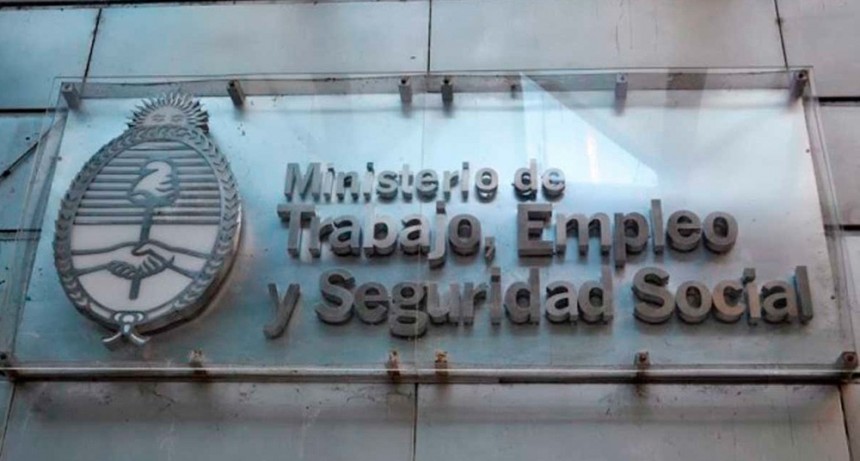 Ministerio de
Trabajo, Empleo
y Seguridad Social